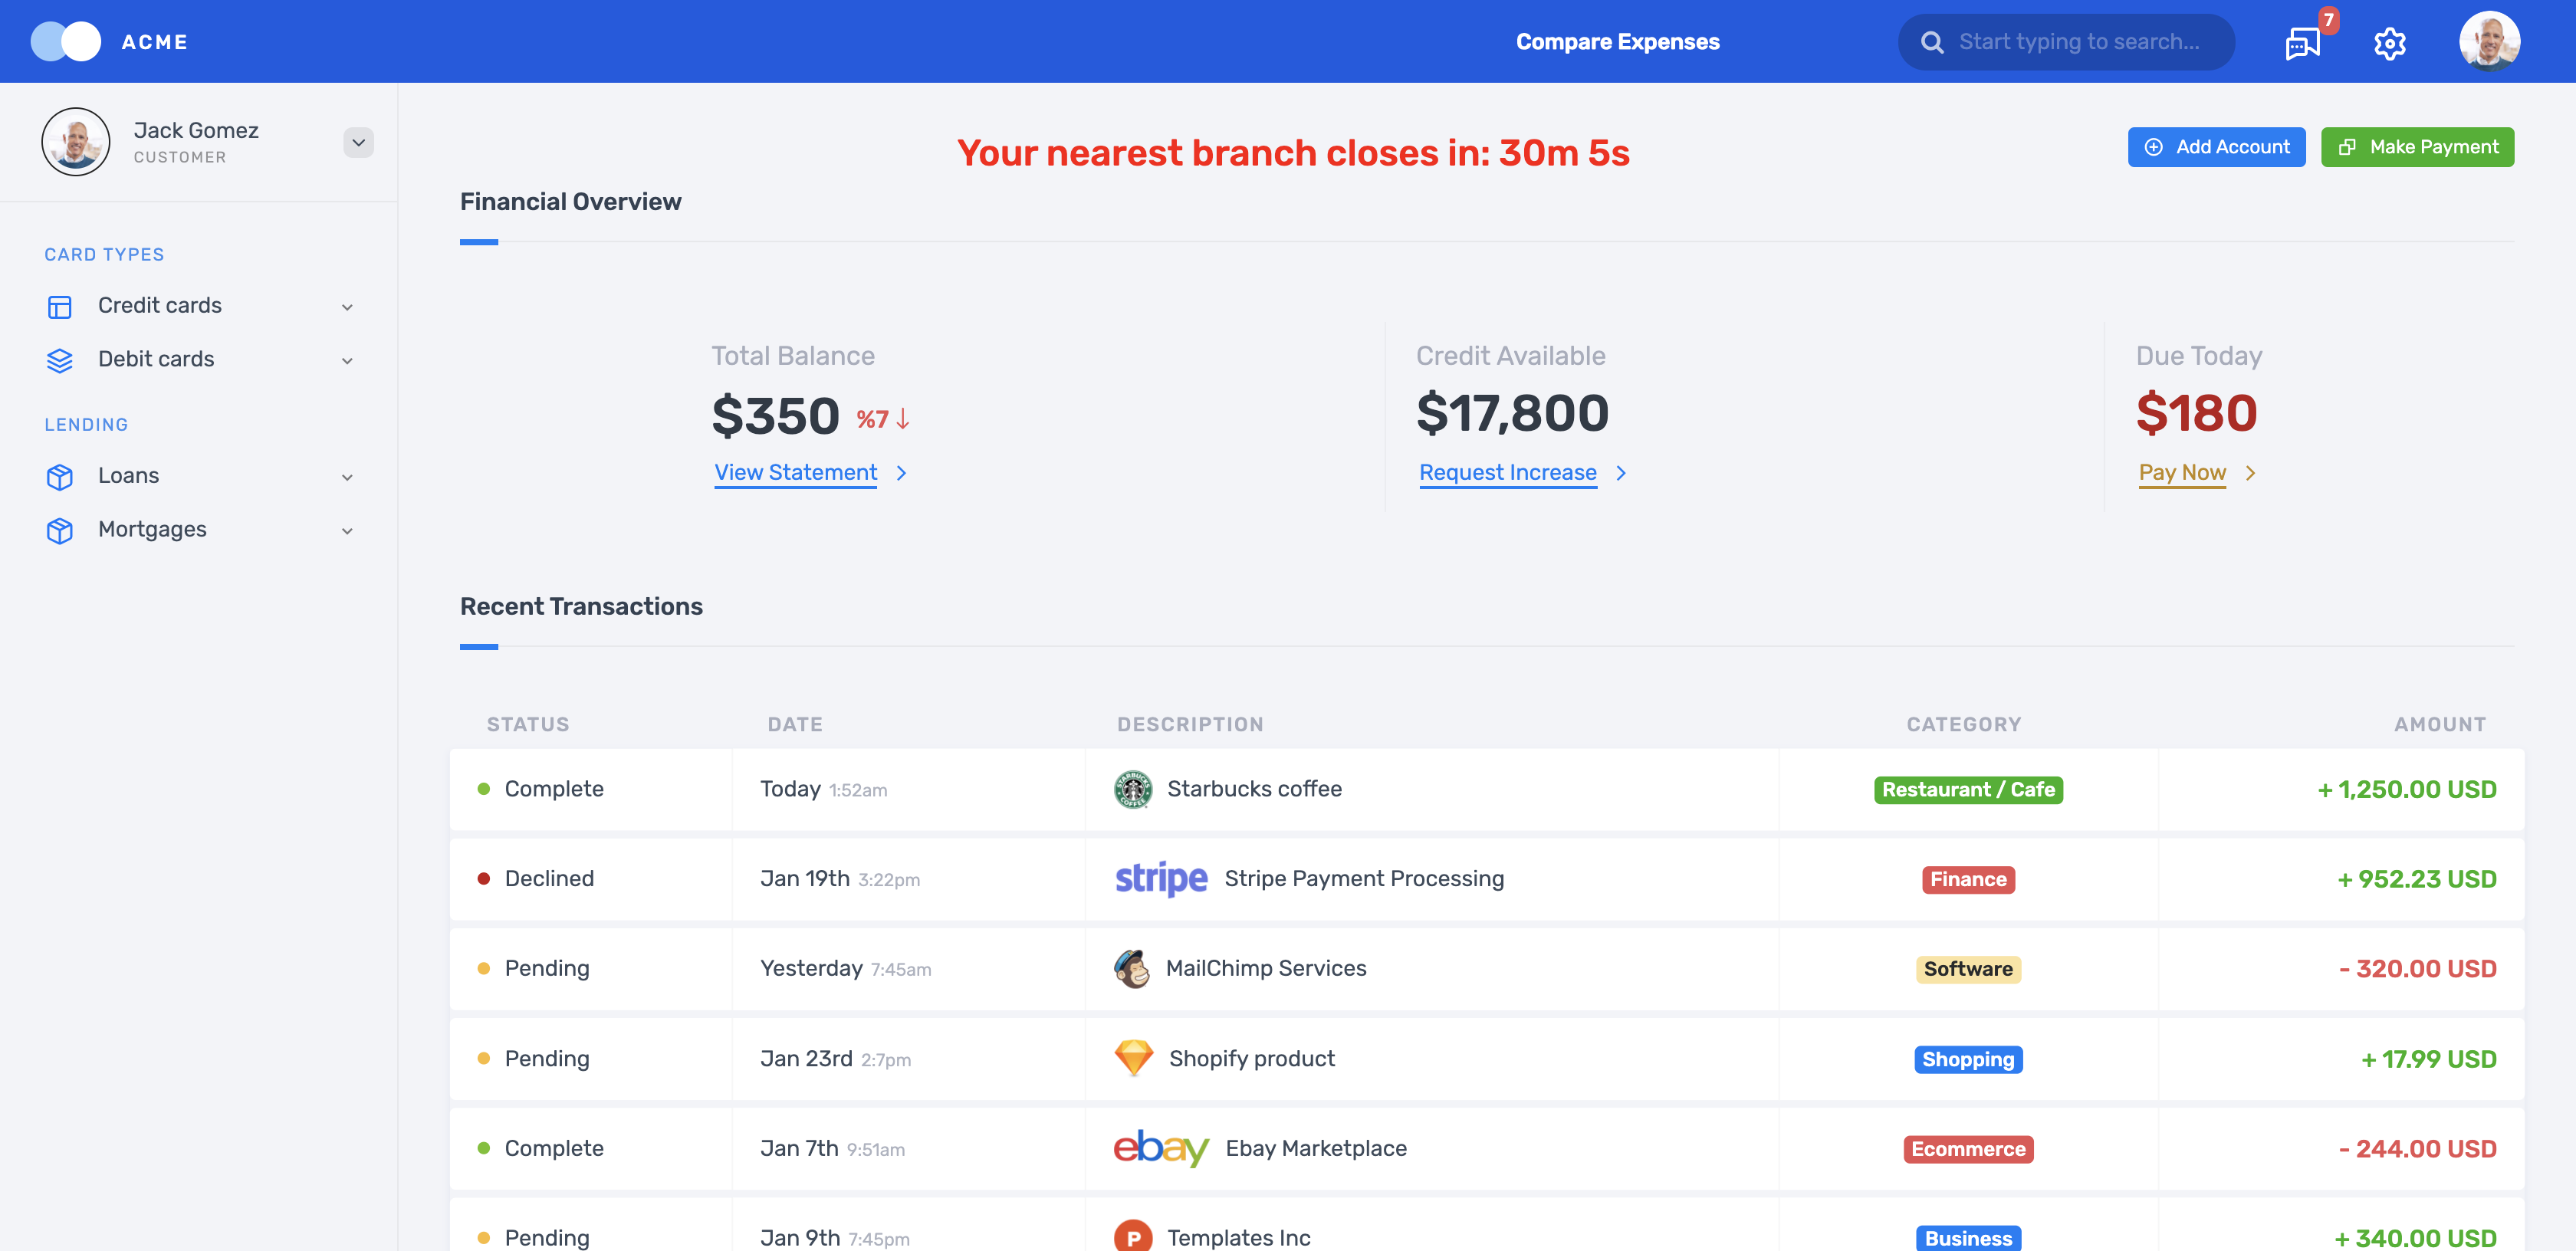 ACME
Compare Expenses
Start typing to search...
7
Jack Gomez
CUSTOMER
Your nearest branch closes in: 30m 5s
Add Account
Make Payment
Financial Overview
CARD TYPES
Credit cards
Debit cards
LENDING
Loans
Mortgages
Total Balance
$350 %7
View Statement
Credit Available
$17,800
Request Increase
Due Today
$180
Pay Now
Recent Transactions
STATUS DATE DESCRIPTION CATEGORY AMOUNT
Complete Today 1:52am STARBUCKS COFFEE Starbucks coffee Restaurant / Cafe + 1,250.00 USD
Declined Jan 19th 3:22pm stripe Stripe Payment Processing Finance + 952.23 USD
Pending Yesterday 7:45am MailChimp Services Software - 320.00 USD
Pending Jan 23rd 2:7pm Shopify product Shopping + 17.99 USD
Complete Jan 7th 9:51am ebay Ebay Marketplace Ecommerce - 244.00 USD
Pending Jan 9th 7:45pm P Templates Inc Business + 340.00 USD